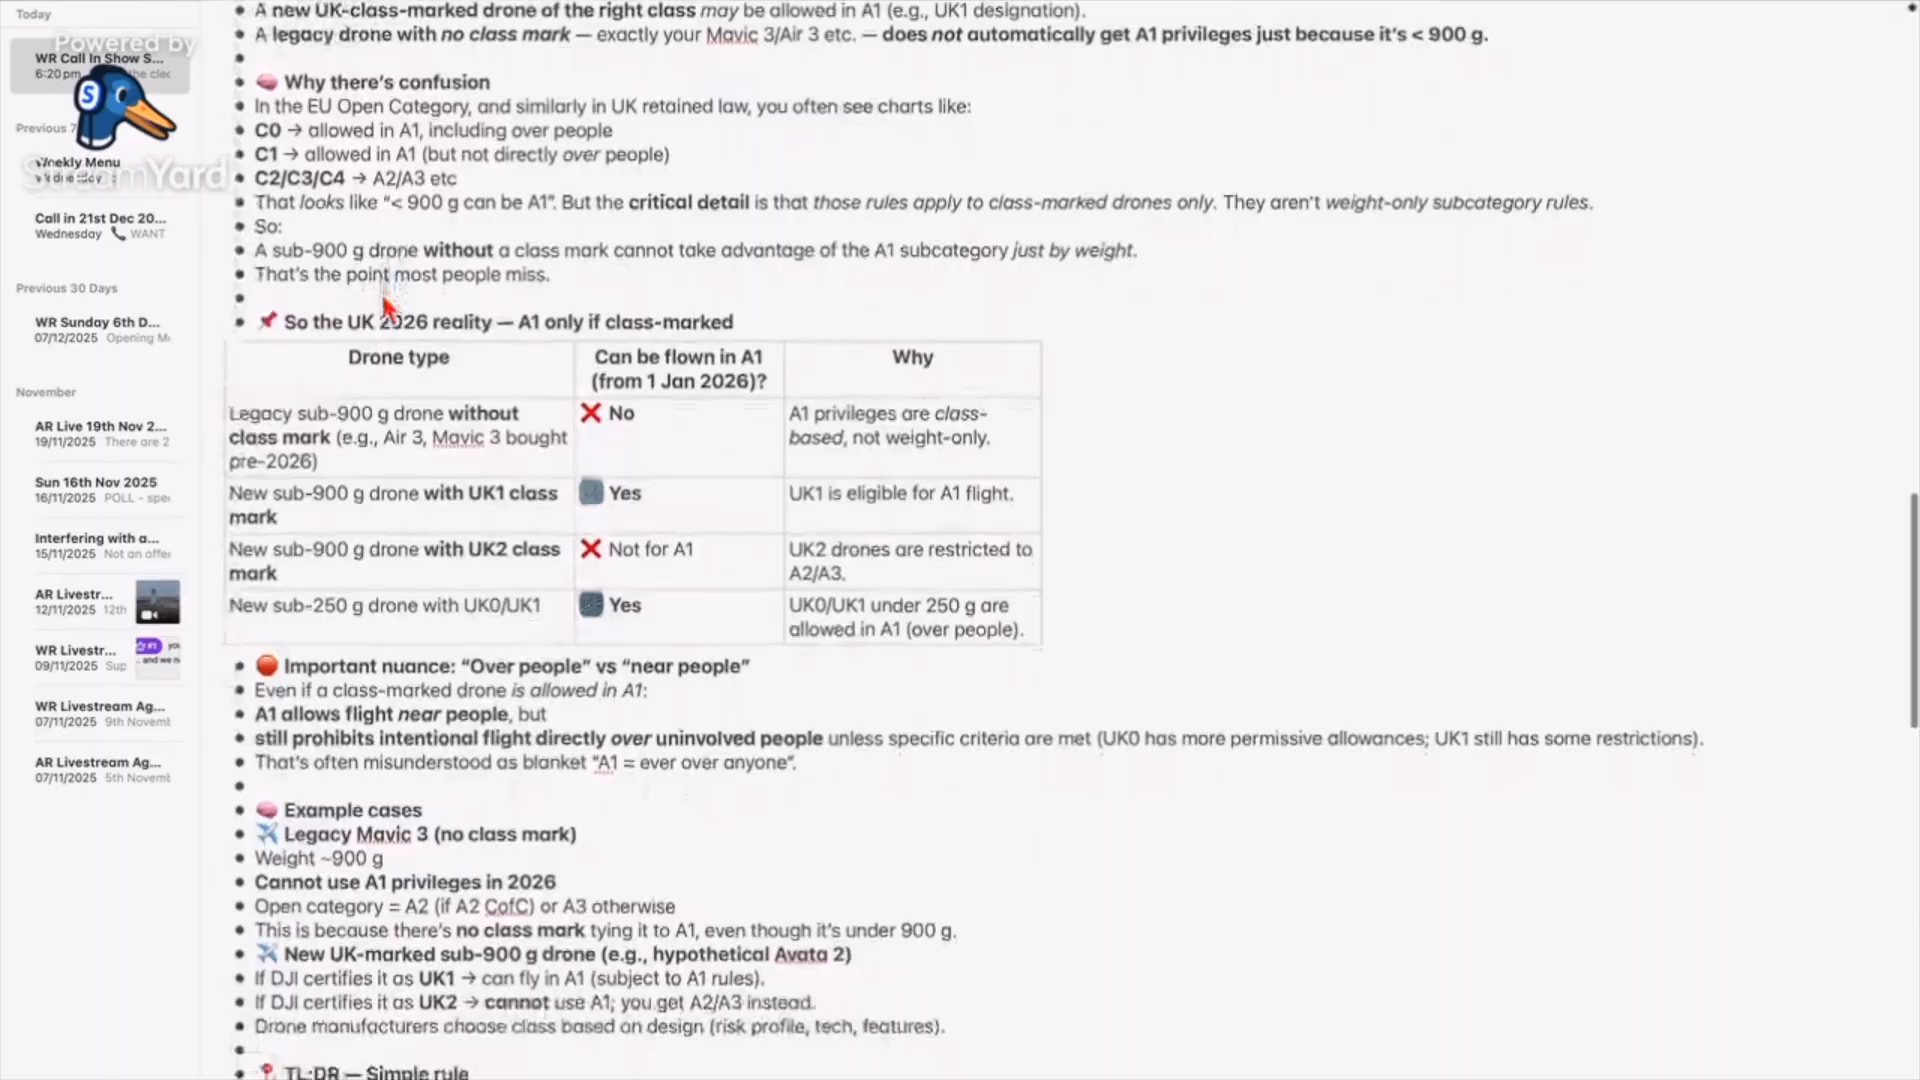 Today
Powered by
WR Call In Show S...
6:20 pm
the clec
S
StreamYard
Previous 7
Weekly Menu
Wednesday
Call in 21st Dec 20...
Wednesday 📞 WANT
Previous 30 Days
WR Sunday 6th D...
07/12/2025 Opening M
November
AR Live 19th Nov 2...
19/11/2025 There are 2
Sun 16th Nov 2025
16/11/2025 POLL - spe
Interfering with a...
15/11/2025 Not an offe
AR Livestr...
12/11/2025 12th
WR Livestr...
09/11/2025 Sup
#1 you
.. and we n
WR Livestream Ag...
07/11/2025 9th Novemb
AR Livestream Ag...
07/11/2025 5th Novemb
• A new UK-class-marked drone of the right class may be allowed in A1 (e.g., UK1 designation).
• A legacy drone with no class mark — exactly your Mavic 3/Air 3 etc. — does not automatically get A1 privileges just because it's < 900 g.
•
• 🧠 Why there's confusion
• In the EU Open Category, and similarly in UK retained law, you often see charts like:
• C0 → allowed in A1, including over people
• C1 → allowed in A1 (but not directly over people)
• C2/C3/C4 → A2/A3 etc
• That looks like "< 900 g can be A1". But the critical detail is that those rules apply to class-marked drones only. They aren't weight-only subcategory rules.
• So:
• A sub-900 g drone without a class mark cannot take advantage of the A1 subcategory just by weight.
• That's the point most people miss.
•
• 📌 So the UK 2026 reality — A1 only if class-marked
Drone type
Can be flown in A1 (from 1 Jan 2026)?
Why
Legacy sub-900 g drone without class mark (e.g., Air 3, Mavic 3 bought pre-2026)
❌ No
A1 privileges are class-based, not weight-only.
New sub-900 g drone with UK1 class mark
Yes
UK1 is eligible for A1 flight.
New sub-900 g drone with UK2 class mark
❌ Not for A1
UK2 drones are restricted to A2/A3.
New sub-250 g drone with UK0/UK1
Yes
UK0/UK1 under 250 g are allowed in A1 (over people).
• 🛑 Important nuance: "Over people" vs "near people"
• Even if a class-marked drone is allowed in A1:
• A1 allows flight near people, but
• still prohibits intentional flight directly over uninvolved people unless specific criteria are met (UK0 has more permissive allowances; UK1 still has some restrictions).
• That's often misunderstood as blanket "A1 = ever over anyone".
•
• 🧠 Example cases
• ✈️ Legacy Mavic 3 (no class mark)
• Weight ~900 g
• Cannot use A1 privileges in 2026
• Open category = A2 (if A2 CofC) or A3 otherwise
• This is because there's no class mark tying it to A1, even though it's under 900 g.
• ✈️ New UK-marked sub-900 g drone (e.g., hypothetical Avata 2)
• If DJI certifies it as UK1 → can fly in A1 (subject to A1 rules).
• If DJI certifies it as UK2 → cannot use A1; you get A2/A3 instead.
• Drone manufacturers choose class based on design (risk profile, tech, features).
•
• 📍 TL;DR — Simple rule